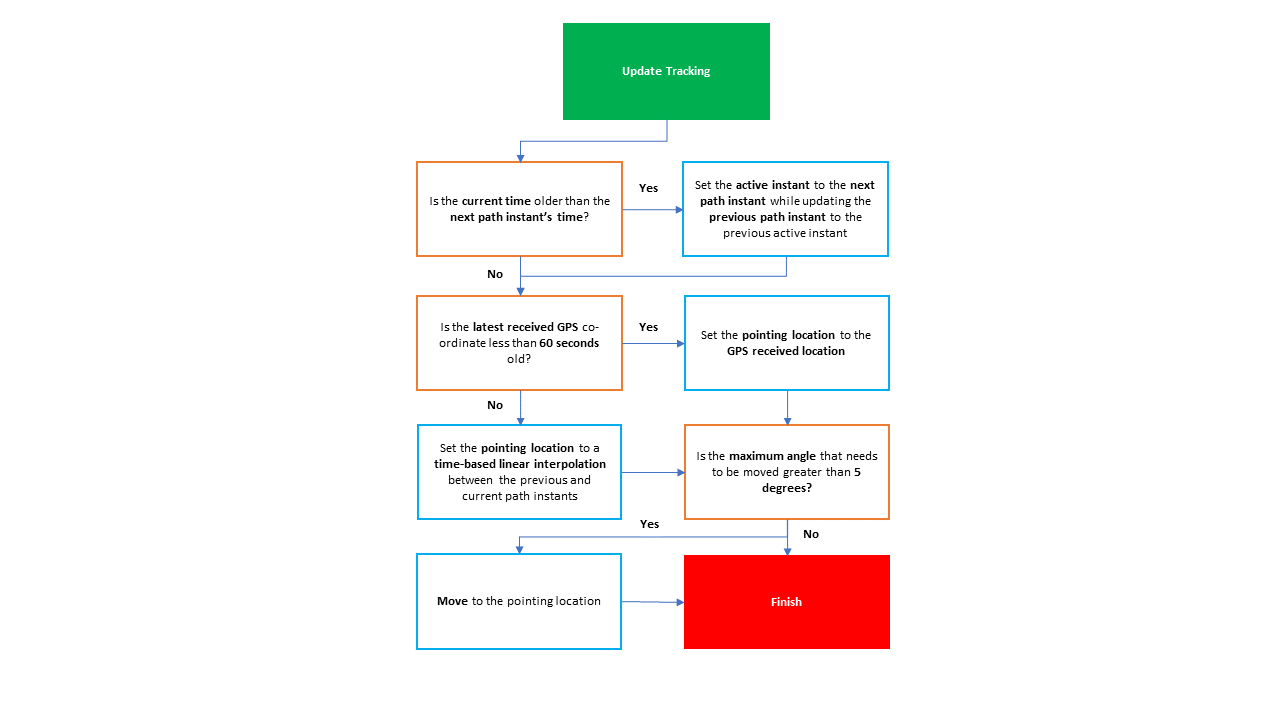 Update Tracking
Is the current time older than the
next path instant's time?
Yes
Set the active instant to the next
path instant while updating the
previous path instant to the
previous active instant
No
Is the latest received GPS co-
ordinate less than 60 seconds
old?
Yes
Set the pointing location to the
GPS received location
No
Set the pointing location to a
time-based linear interpolation
between the previous and
current path instants
Is the maximum angle that needs
to be moved greater than 5
degrees?
Yes
No
Move to the pointing location
Finish